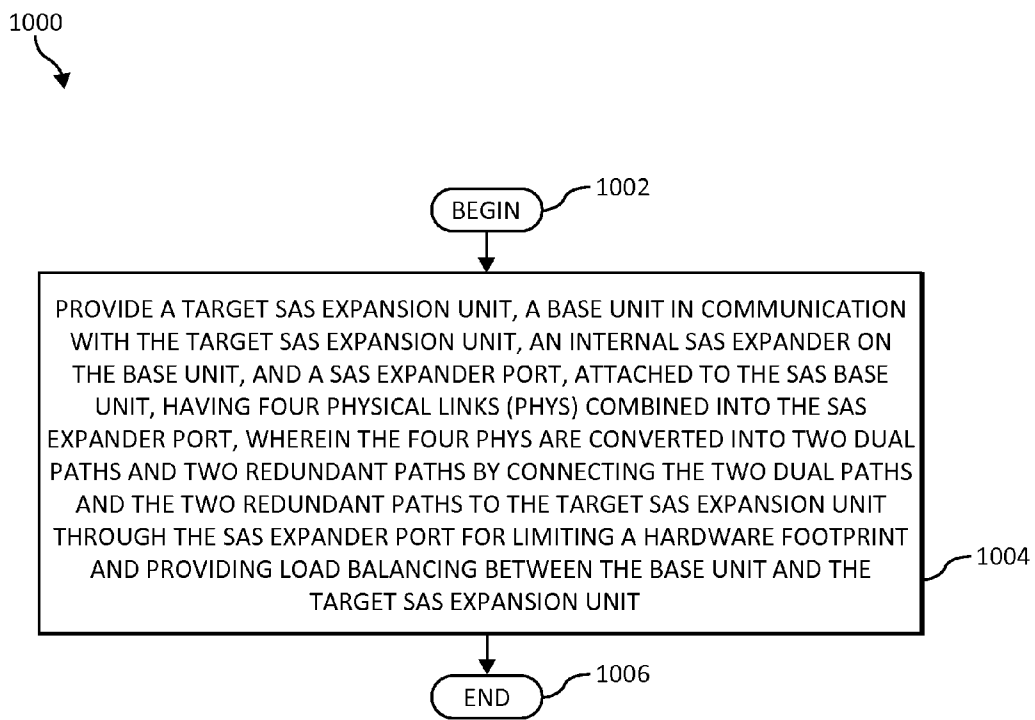 1000
BEGIN
1002
PROVIDE A TARGET SAS EXPANSION UNIT, A BASE UNIT IN COMMUNICATION
WITH THE TARGET SAS EXPANSION UNIT, AN INTERNAL SAS EXPANDER ON
THE BASE UNIT, AND A SAS EXPANDER PORT, ATTACHED TO THE SAS BASE
UNIT, HAVING FOUR PHYSICAL LINKS (PHYS) COMBINED INTO THE SAS
EXPANDER PORT, WHEREIN THE FOUR PHYS ARE CONVERTED INTO TWO DUAL
PATHS AND TWO REDUNDANT PATHS BY CONNECTING THE TWO DUAL PATHS
AND THE TWO REDUNDANT PATHS TO THE TARGET SAS EXPANSION UNIT
THROUGH THE SAS EXPANDER PORT FOR LIMITING A HARDWARE FOOTPRINT
AND PROVIDING LOAD BALANCING BETWEEN THE BASE UNIT AND THE
TARGET SAS EXPANSION UNIT
1004
END
1006